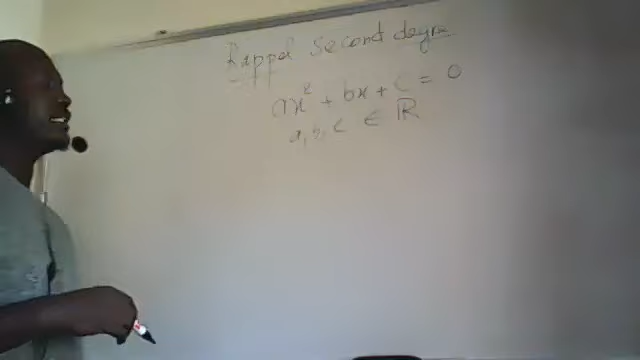 Rappel second degré
ax² + bx + c = 0
a, b, c ∈ ℝ